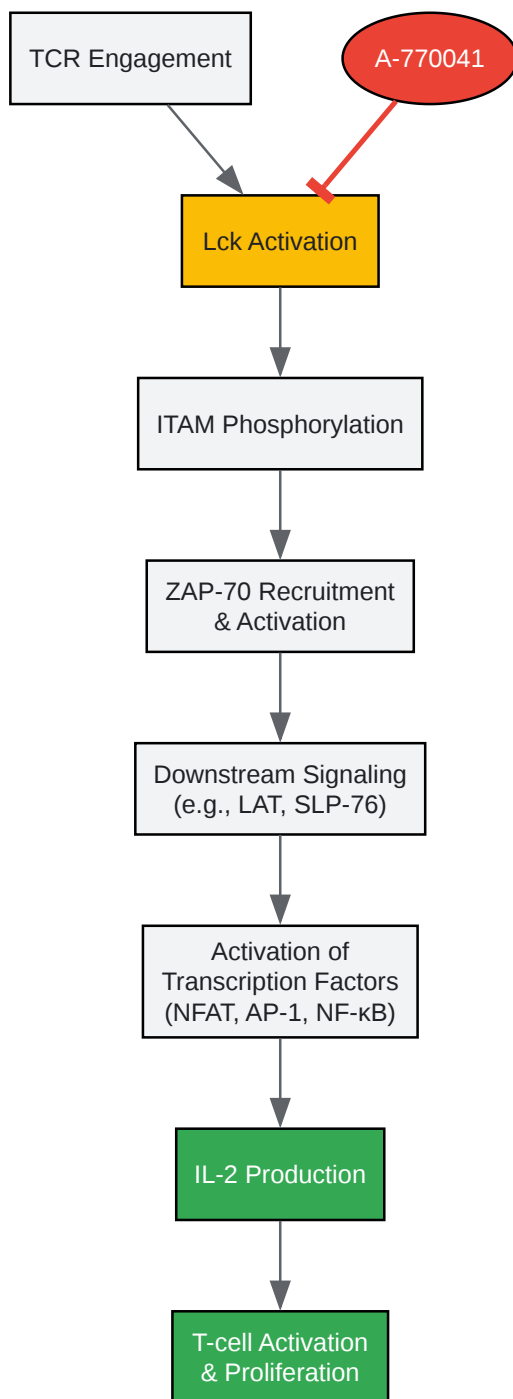 TCR Engagement
A-770041
Lck Activation
ITAM Phosphorylation
ZAP-70 Recruitment
& Activation
Downstream Signaling
(e.g., LAT, SLP-76)
Activation of
Transcription Factors
(NFAT, AP-1, NF-κB)
IL-2 Production
T-cell Activation
& Proliferation